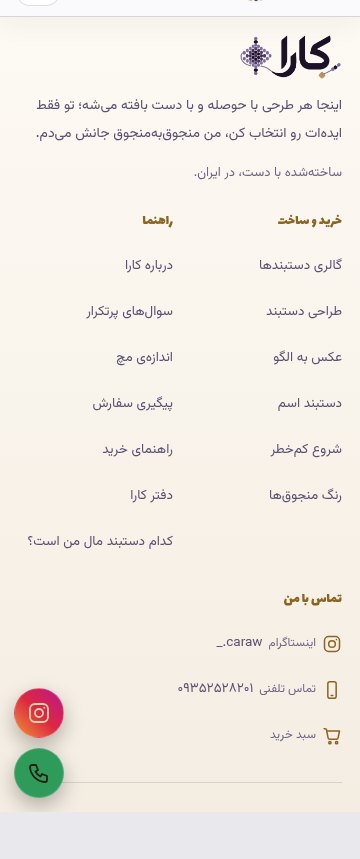 کارا
اینجا هر طرحی با حوصله و با دست بافته می‌شه؛ تو فقط
ایده‌ات رو انتخاب کن، من منجوق‌به‌منجوق جانش می‌دم.
ساخته‌شده با دست، در ایران.
خرید و ساخت
گالری دستبندها
طراحی دستبند
عکس به الگو
دستبند اسم
شروع کم‌خطر
رنگ منجوق‌ها
راهنما
درباره کارا
سوال‌های پرتکرار
اندازه‌ی مچ
پیگیری سفارش
راهنمای خرید
دفتر کارا
کدام دستبند مال من است؟
تماس با من
اینستاگرام caraw._
تماس تلفنی ۰۹۳۵۲۵۲۸۲۰۱
سبد خرید